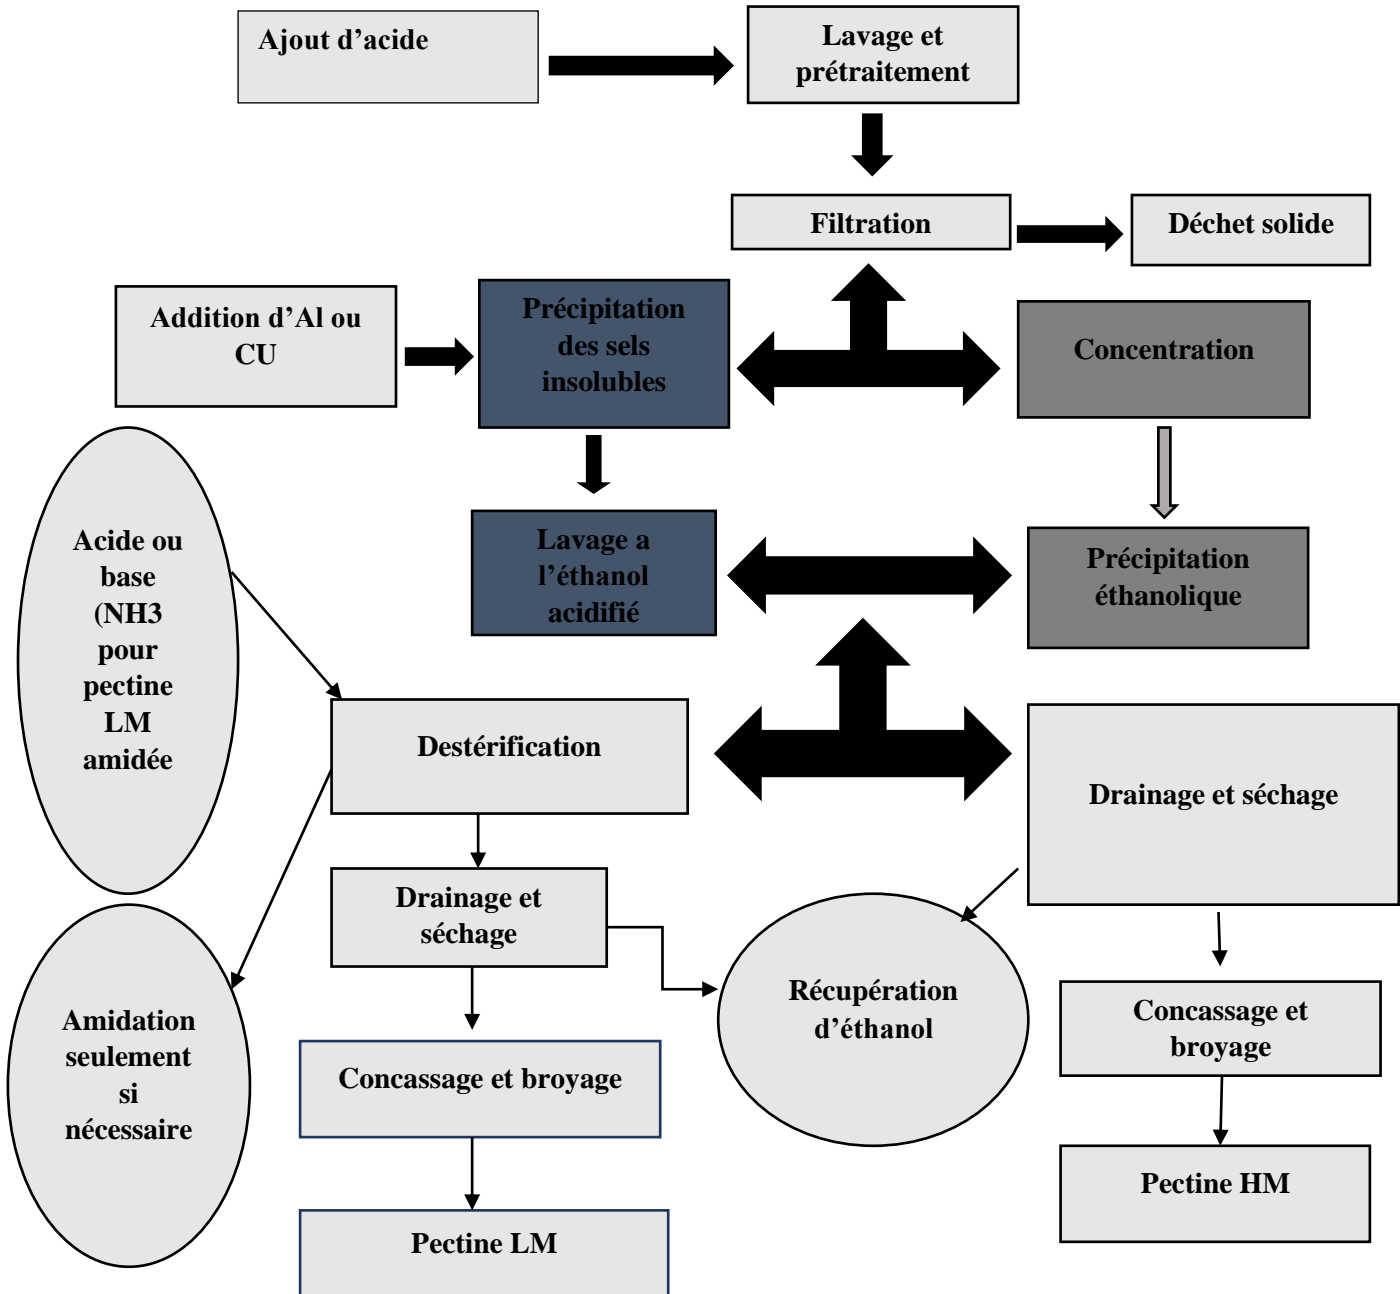 Ajout d’acide
Lavage et
prétraitement
Filtration
Déchet solide
Addition d’Al ou
CU
Précipitation
des sels
insolubles
Concentration
Lavage a
l’éthanol
acidifié
Précipitation
éthanolique
Acide ou
base
(NH3
pour
pectine
LM
amidée
Destérification
Drainage et séchage
Drainage et
séchage
Récupération
d’éthanol
Amidation
seulement
si
nécessaire
Concassage et broyage
Concassage et
broyage
Pectine HM
Pectine LM